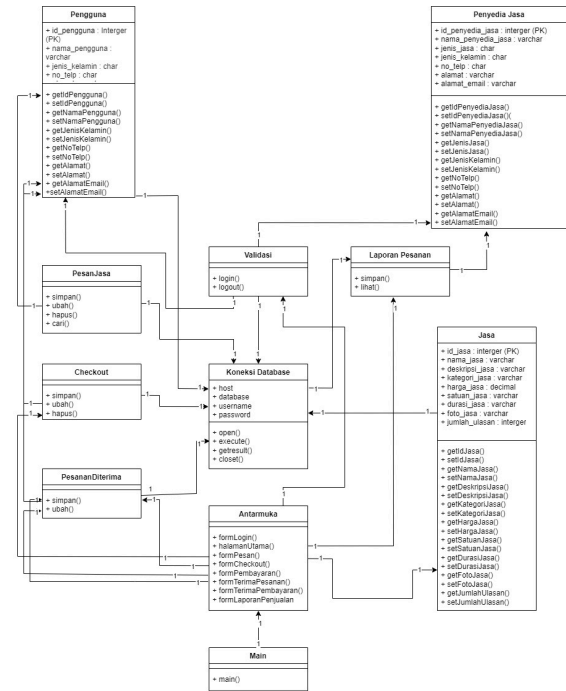 Pengguna
+ id_pengguna : Interger
(PK)
+ nama_pengguna :
varchar
+ jenis_kelamin : char
+ no_telp : char
+ getIdPengguna()
+ setIdPengguna()
+ getNamaPengguna()
+ setNamaPengguna()
+ getJenisKelamin()
+ setJenisKelamin()
+ getNoTelp()
+ setNoTelp()
+ getAlamat()
+ setAlamat()
+ getAlamatEmail()
+setAlamatEmail()
Penyedia Jasa
+ id_penyedia_jasa : interger (PK)
+ nama_penyedia_jasa : varchar
+ jenis_jasa : char
+ jenis_kelamin : char
+ no_telp : char
+ alamat : varchar
+ alamat_email : varchar
+ getIdPenyediaJasa()
+ setIdPenyediaJasa()(
+ getNamaPenyediaJasa()
+ setNamaPenyediaJasa()
+ getJenisJasa()
+ setJenisJasa()
+ getJenisKelamin()
+ setJenisKelamin()
+ getNoTelp()
+ setNoTelp()
+ getAlamat()
+ setAlamat()
+ getAlamatEmail()
+ setAlamatEmail()
Validasi
+ login()
+ logout()
Laporan Pesanan
+ simpan()
+ lihat()
PesanJasa
+ simpan()
+ ubah()
+ hapus()
+ cari()
Checkout
+ simpan()
+ ubah()
+ hapus()
Koneksi Database
+ host
+ database
+ username
+ password
+ open()
+ execute()
+ getresult()
+ closet()
Jasa
+ id_jasa : interger (PK)
+ nama_jasa : varchar
+ deskripsi_jasa : varchar
+ kategori_jasa : varchar
+ harga_jasa : decimal
+ satuan_jasa : varchar
+ durasi_jasa : varchar
+ foto_jasa : varchar
+ jumlah_ulasan : interger
+ getIdJasa()
+ setIdJasa()
+ getNamaJasa()
+ setNamaJasa()
+ getDeskripsiJasa()
+ setDeskripsiJasa()
+ getKategoriJasa()
+ setKategoriJasa()
+ getHargaJasa()
+ setHargaJasa()
+ getSatuanJasa()
+ setSatuanJasa()
+ getDurasiJasa()
+ setDurasiJasa()
+ getFotoJasa()
+ setFotoJasa()
+ getJumlahUlasan()
+ setJumlahUlasan()
PesananDiterima
+ simpan()
+ ubah()
Antarmuka
+ formLogin()
+ halamanUtama()
+ formPesan()
+ formCheckout()
+ formPembayaran()
+ formTerimaPesanan()
+ formTerimaPembayaran()
+ formLaporanPenjualan
Main
+ main()